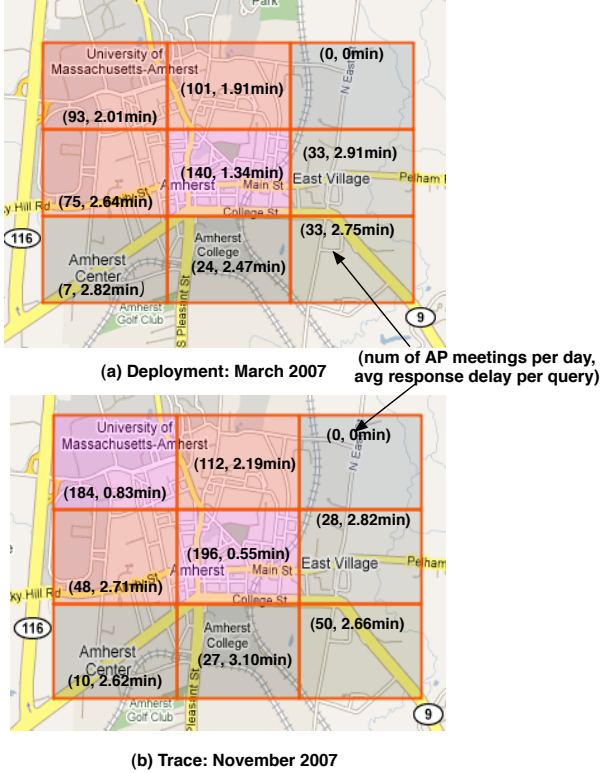 Park
University of
Massachusetts-Amherst
(0, 0min)
N East
(101, 1.91min)
(93, 2.01min)
(33, 2.91min)
(140, 1.34min)
Amherst
Main St
East Village
Pelham
(75, 2.64min)
St
y Hill Rd
College St
(33, 2.75min)
116
Amherst
College
(24, 2.47min)
Amherst
Center
(7, 2.82min)
Amherst
Golf Club
S Pleasant St
9
(a) Deployment: March 2007
(num of AP meetings per day,
avg response delay per query)
University of
Massachusetts-Amherst
(0, 0min)
N East
(112, 2.19min)
(184, 0.83min)
(28, 2.82min)
(196, 0.55min)
Amherst
Main St
East Village
Pelham
(48, 2.71min)
St
ky Hill Rd
College St
(50, 2.66min)
116
Amherst
College
(27, 3.10min)
Amherst
Center
(10, 2.62min)
Amherst
Golf Club
Pleasant St
9
(b) Trace: November 2007